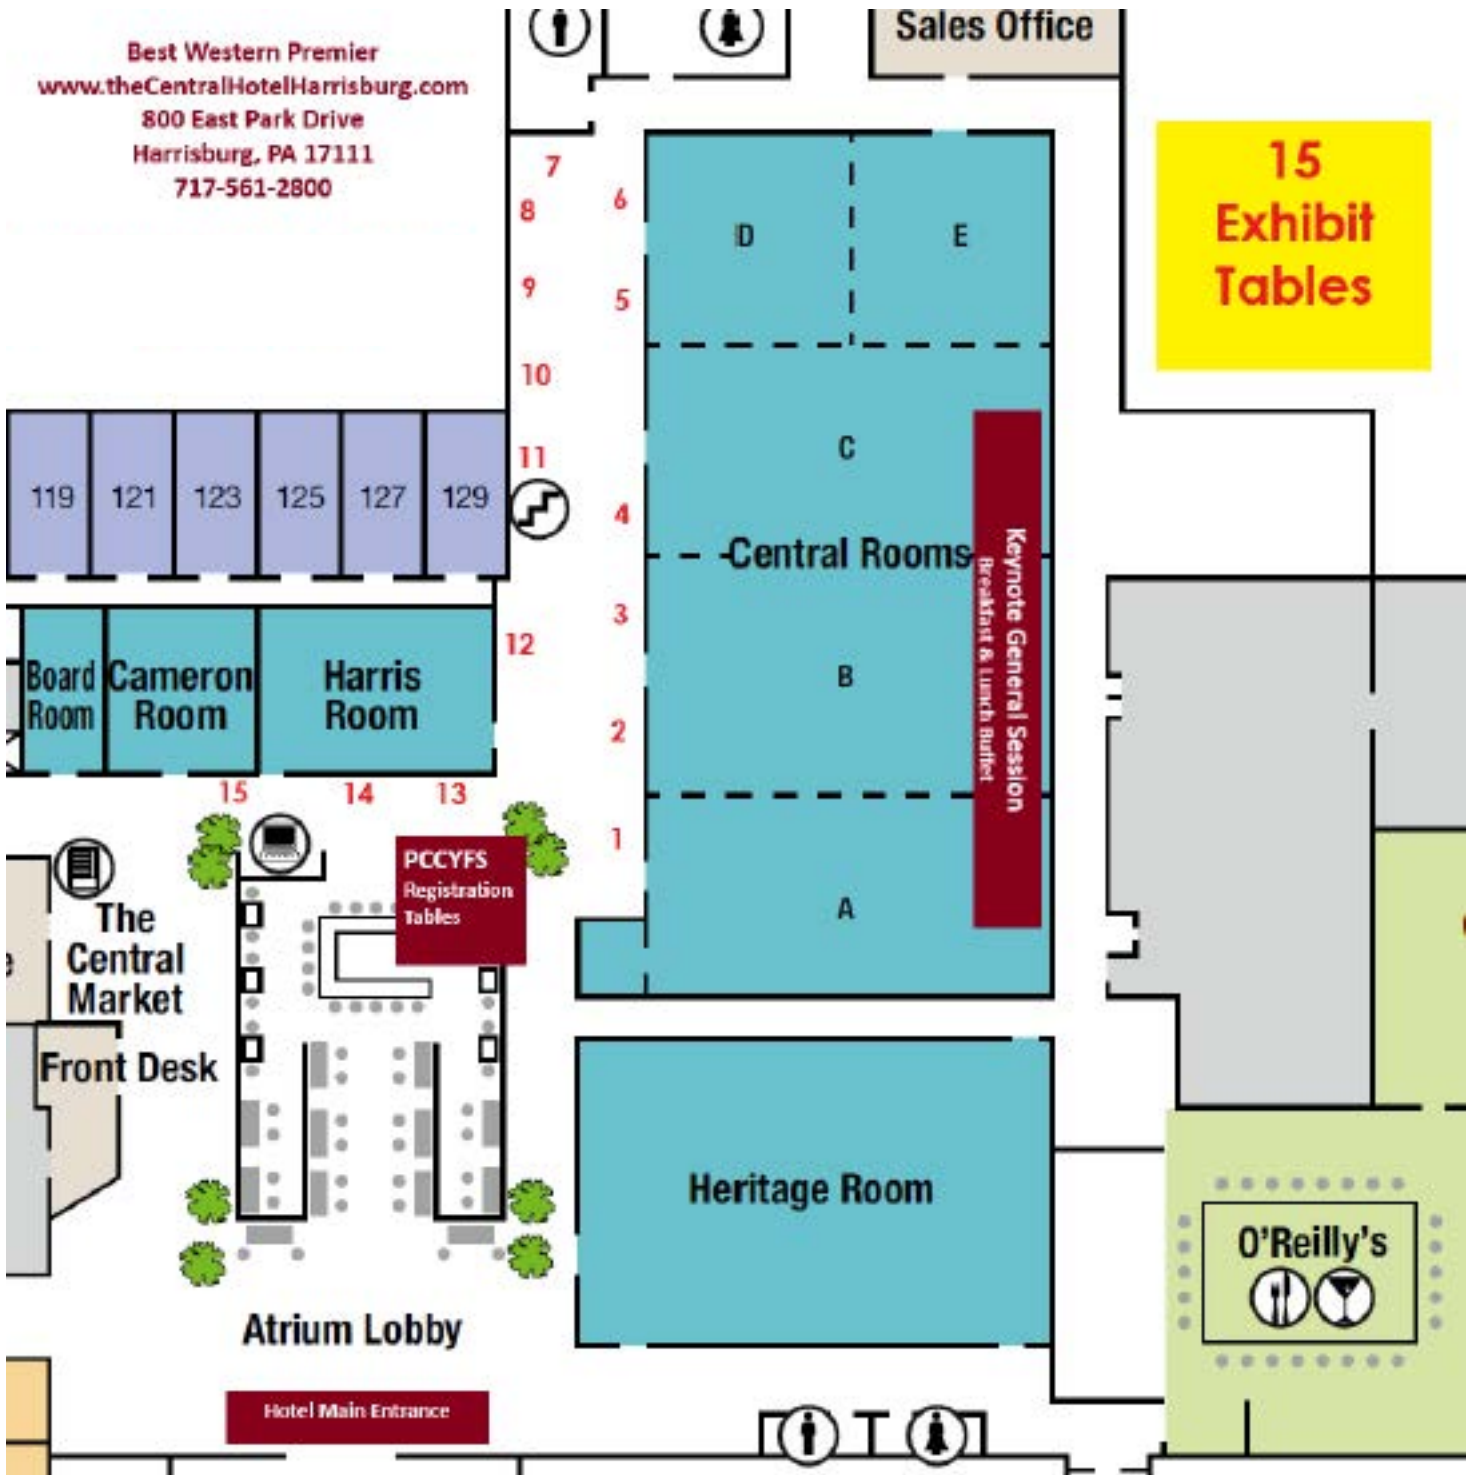 Best Western Premier
www.theCentralHotelHarrisburg.com
800 East Park Drive
Harrisburg, PA 17111
717-561-2800
Sales Office
15
Exhibit
Tables
7
8
6
9
5
10
11
4
3
12
2
15
14
13
1
D
E
C
Central Rooms
B
A
Keynote General Session
Breakfast & Lunch Buffet
119
121
123
125
127
129
Board
Room
Cameron
Room
Harris
Room
PCCYFS
Registration
Tables
The
Central
Market
Front Desk
Heritage Room
O'Reilly's
Atrium Lobby
Hotel Main Entrance